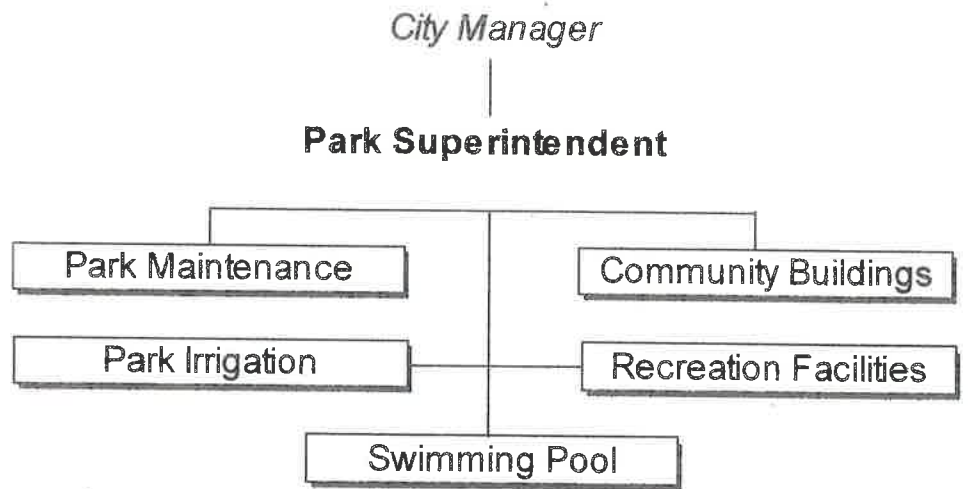 City Manager
Park Superintendent
Park Maintenance
Community Buildings
Park Irrigation
Recreation Facilities
Swimming Pool